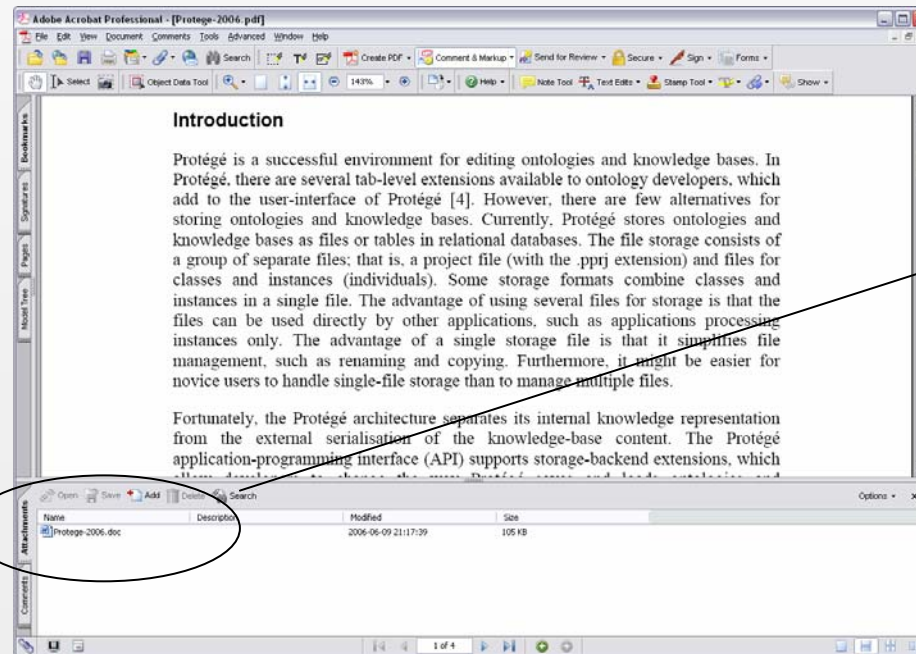 Adobe Acrobat Professional - [Protege-2006.pdf]
File Edit View Document Comments Tools Advanced Window Help
Search Create PDF Comment & Markup Send for Review Secure Sign Forms
Select Object Data Tool 143% Help Note Tool Text Edits Stamp Tool Show
Bookmarks
Signatures
Pages
Model Tree
Introduction
Protégé is a successful environment for editing ontologies and knowledge bases. In
Protégé, there are several tab-level extensions available to ontology developers, which
add to the user-interface of Protégé [4]. However, there are few alternatives for
storing ontologies and knowledge bases. Currently, Protégé stores ontologies and
knowledge bases as files or tables in relational databases. The file storage consists of
a group of separate files; that is, a project file (with the .pprj extension) and files for
classes and instances (individuals). Some storage formats combine classes and
instances in a single file. The advantage of using several files for storage is that the
files can be used directly by other applications, such as applications processing
instances only. The advantage of a single storage file is that it simplifies file
management, such as renaming and copying. Furthermore, it might be easier for
novice users to handle single-file storage than to manage multiple files.
Fortunately, the Protégé architecture separates its internal knowledge representation
from the external serialisation of the knowledge-base content. The Protégé
application-programming interface (API) supports storage-backend extensions, which
Attachments
Comments
Open Save Add Delete Search Options
Name Description Modified Size
Protege-2006.doc 2006-06-09 21:17:39 105 KB
1 of 4